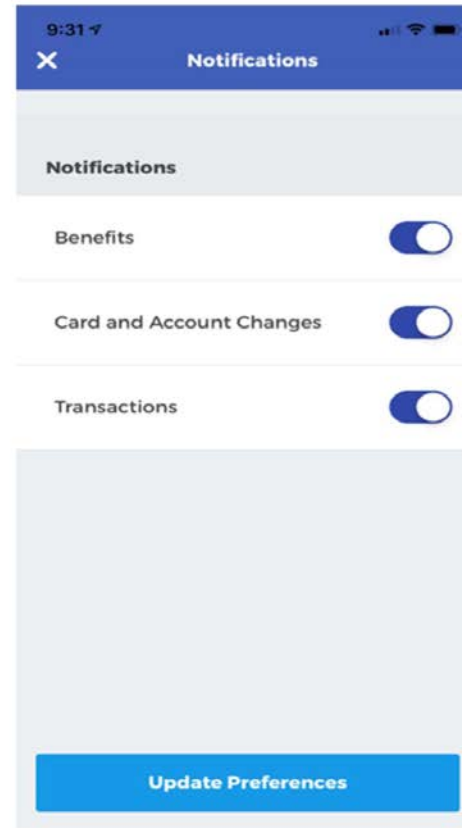 9:31
Notifications
Notifications
Benefits
Card and Account Changes
Transactions
Update Preferences